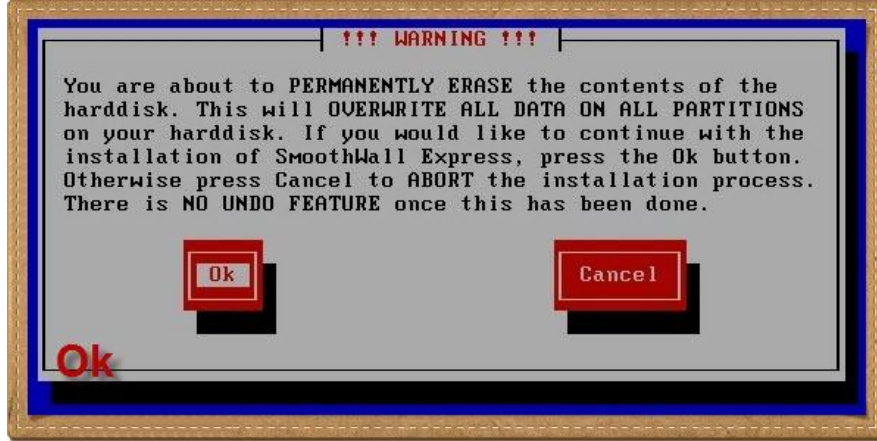 !!! WARNING !!!
You are about to PERMANENTLY ERASE the contents of the
harddisk. This will OVERWRITE ALL DATA ON ALL PARTITIONS
on your harddisk. If you would like to continue with the
installation of SmoothWall Express, press the Ok button.
Otherwise press Cancel to ABORT the installation process.
There is NO UNDO FEATURE once this has been done.
Ok Cancel
Ok